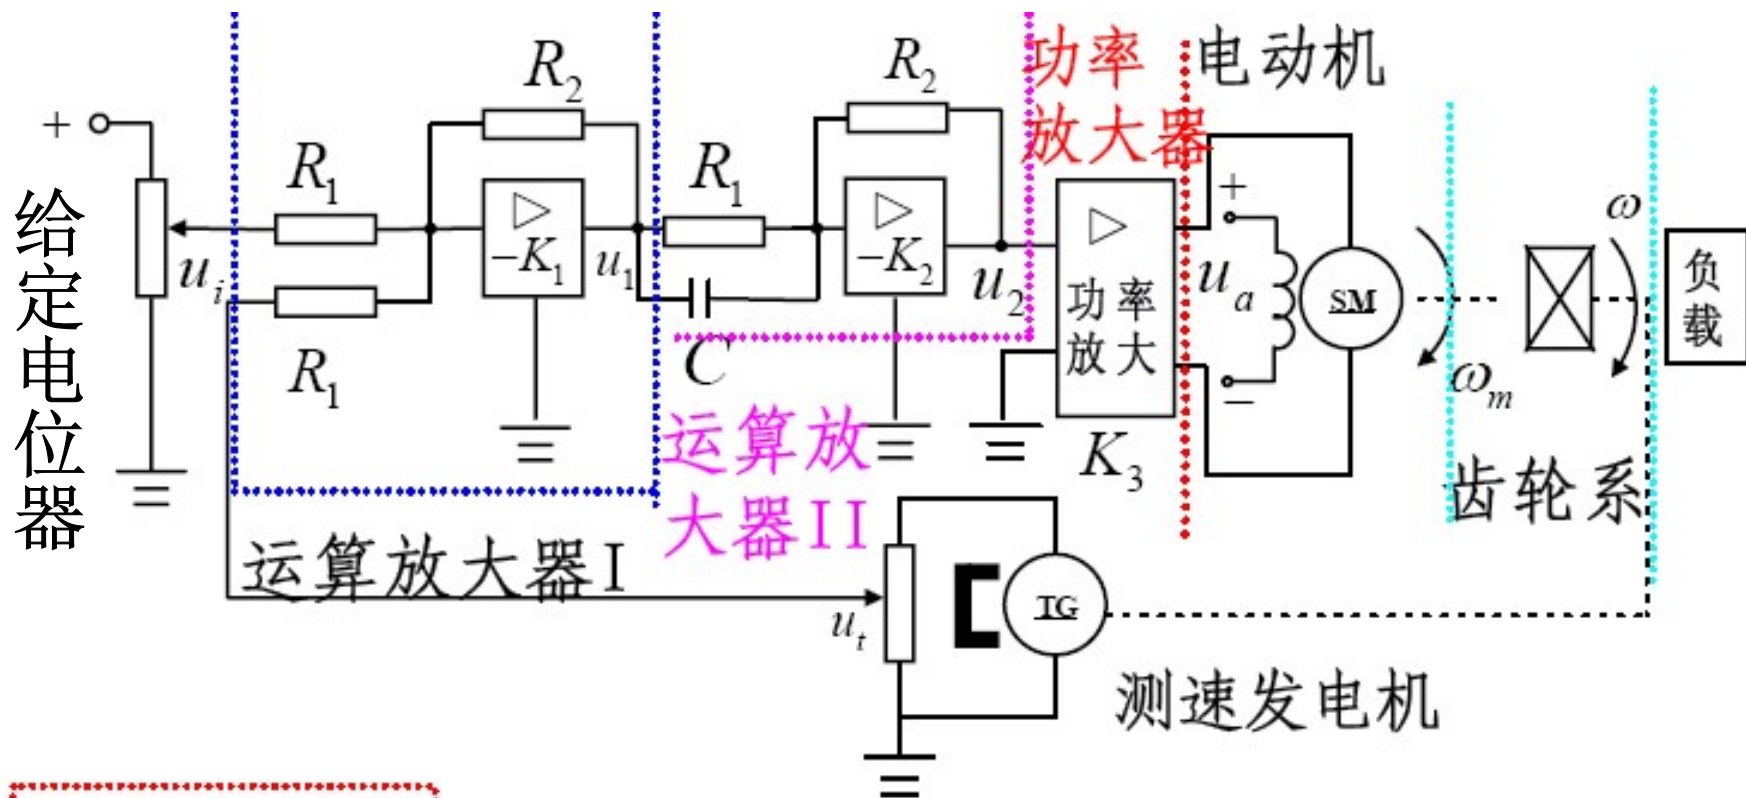 给定电位器
+
R₁
R₁
uᵢ
R₂
−K₁
u₁
运算放大器I
R₁
C
R₂
−K₂
u₂
运算放
大器II
功率
放大器
功率
放大
K₃
电动机
+
uₐ
−
SM
ωₘ
齿轮系
ω
负
载
uₜ
TG
测速发电机